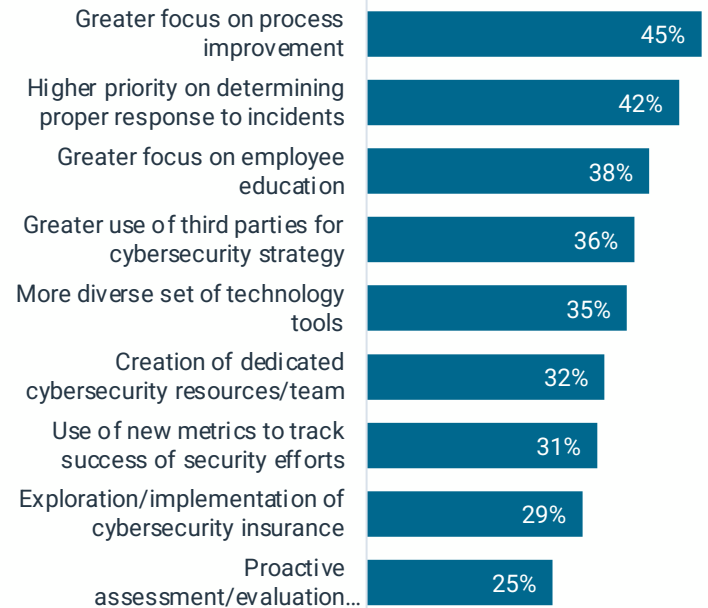 Greater focus on process
improvement
45%
Higher priority on determining
proper response to incidents
42%
Greater focus on employee
education
38%
Greater use of third parties for
cybersecurity strategy
36%
More diverse set of technology
tools
35%
Creation of dedicated
cybersecurity resources/team
32%
Use of new metrics to track
success of security efforts
31%
Exploration/implementation of
cybersecurity insurance
29%
Proactive
assessment/evaluation…
25%